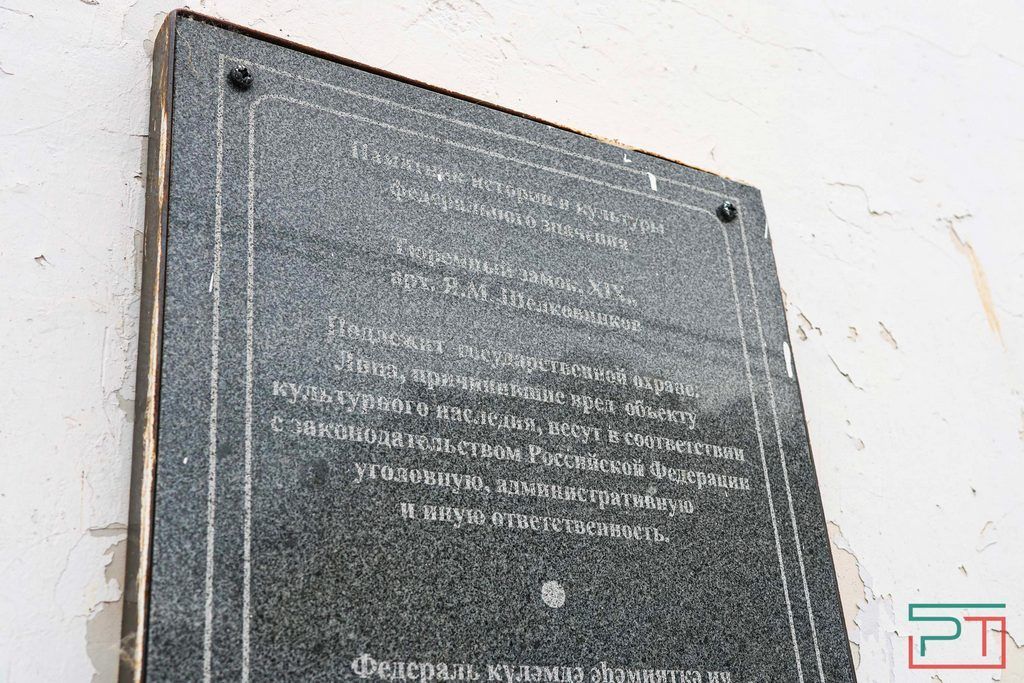 Памятник истории и культуры
федерального значения
Тюремный замок, XIX.,
арх. Я.М. Шелковников
Подлежит государственной охране.
Лица, причинившие вред объекту
культурного наследия, несут в соответствии
с законодательством Российской Федерации
уголовную, административную
и иную ответственность.
Федераль күләмдә әһәмияткә ия
РТ